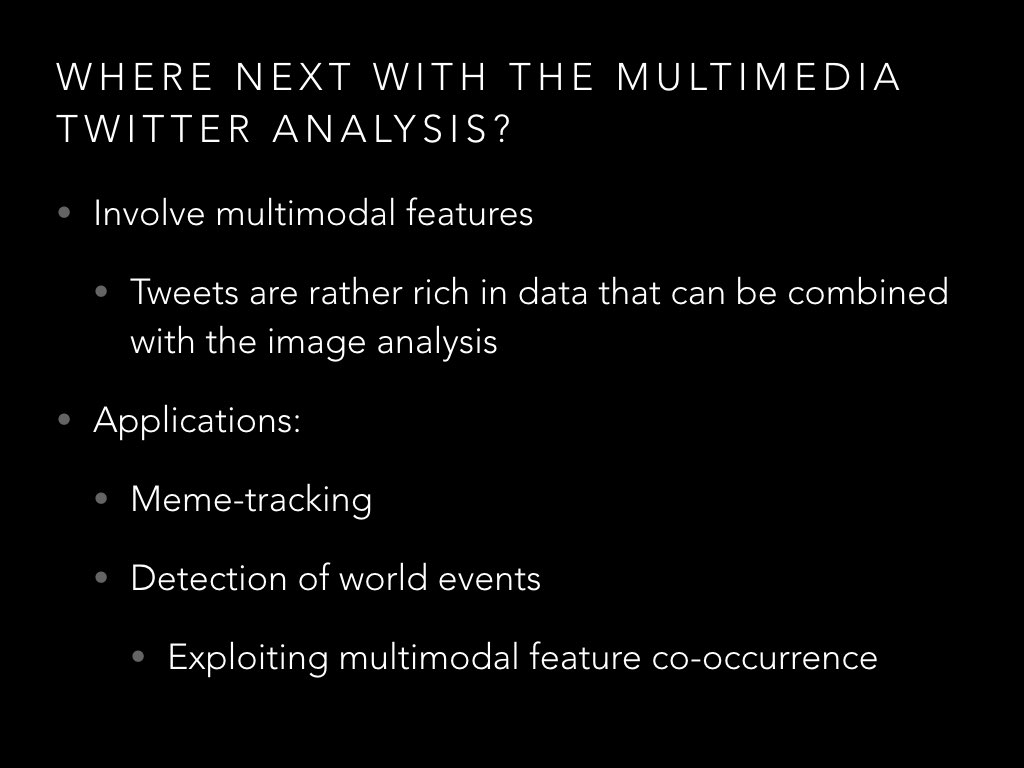 WHERE NEXT WITH THE MULTIMEDIA
TWITTER ANALYSIS?
• Involve multimodal features
• Tweets are rather rich in data that can be combined
with the image analysis
• Applications:
• Meme-tracking
• Detection of world events
• Exploiting multimodal feature co-occurrence